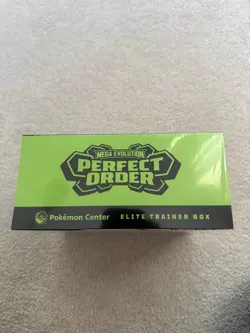 MEGA EVOLUTION
PERFECT
ORDER
Pokémon Center ELITE TRAINER BOX